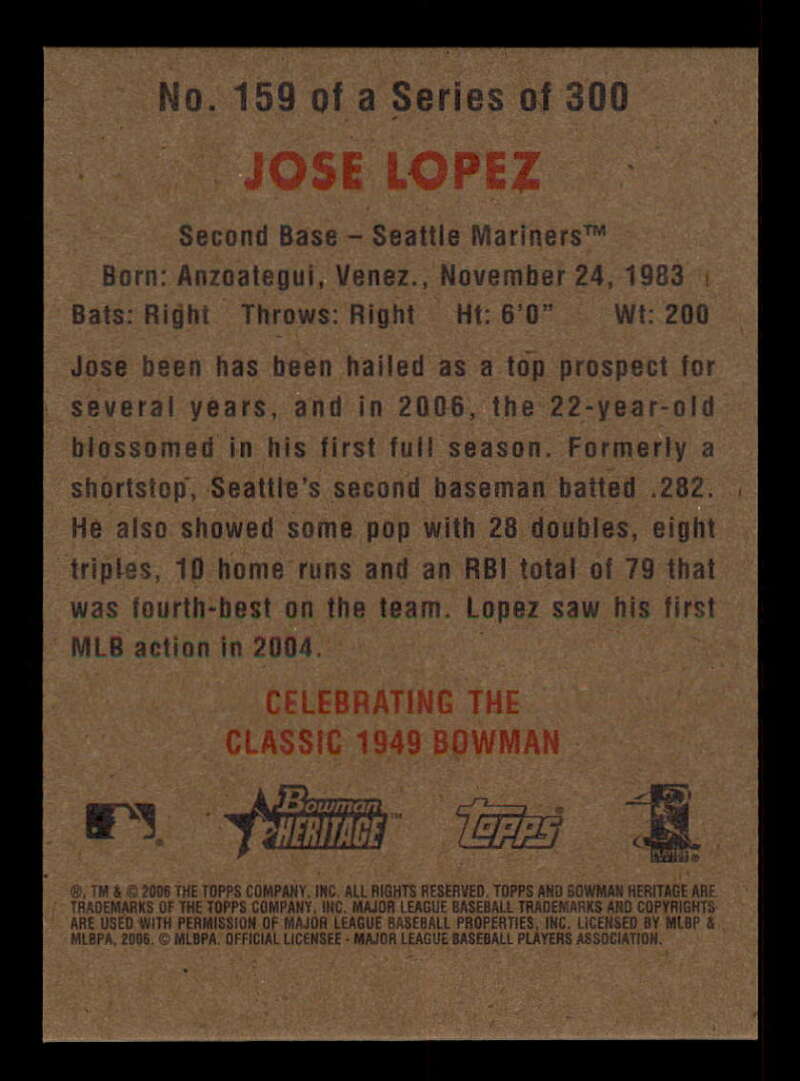 No. 159 of a Series of 300
JOSE LOPEZ
Second Base – Seattle Mariners™
Born: Anzoategui, Venez., November 24, 1983
Bats: Right Throws: Right Ht: 6'0" Wt: 200
Jose been has been hailed as a top prospect for
several years, and in 2006, the 22-year-old
blossomed in his first full season. Formerly a
shortstop, Seattle's second baseman batted .282.
He also showed some pop with 28 doubles, eight
triples, 10 home runs and an RBI total of 79 that
was fourth-best on the team. Lopez saw his first
MLB action in 2004.
CELEBRATING THE
CLASSIC 1949 BOWMAN
Bowman
HERITAGE™
Topps®
®, TM & © 2006 THE TOPPS COMPANY, INC. ALL RIGHTS RESERVED. TOPPS AND BOWMAN HERITAGE ARE
TRADEMARKS OF THE TOPPS COMPANY, INC. MAJOR LEAGUE BASEBALL TRADEMARKS AND COPYRIGHTS
ARE USED WITH PERMISSION OF MAJOR LEAGUE BASEBALL PROPERTIES, INC. LICENSED BY MLBP &
MLBPA, 2006. © MLBPA. OFFICIAL LICENSEE - MAJOR LEAGUE BASEBALL PLAYERS ASSOCIATION.